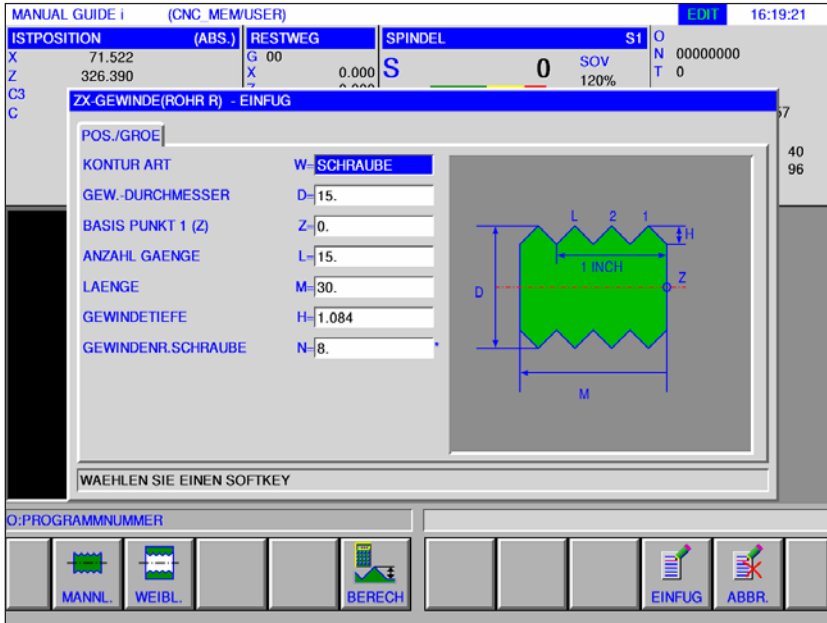 MANUAL GUIDE i (CNC_MEM/USER) EDIT 16:19:21
ISTPOSITION (ABS.) RESTWEG SPINDEL S1 O
X 71.522 G 00 S 0 SOV N 00000000
Z 326.390 X 0.000 120% T 0
C3
C
40
96
ZX-GEWINDE(ROHR R) - EINFUG
POS./GROE
KONTUR ART W=SCHRAUBE
GEW.-DURCHMESSER D=15.
BASIS PUNKT 1 (Z) Z=0.
ANZAHL GAENGE L=15.
LAENGE M=30.
GEWINDETIEFE H=1.084
GEWINDENR.SCHRAUBE N=8. *
L 2 1
H
1 INCH
Z
D
M
WAEHLEN SIE EINEN SOFTKEY
O:PROGRAMMNUMMER
MANNL. WEIBL. BERECH EINFUG ABBR.